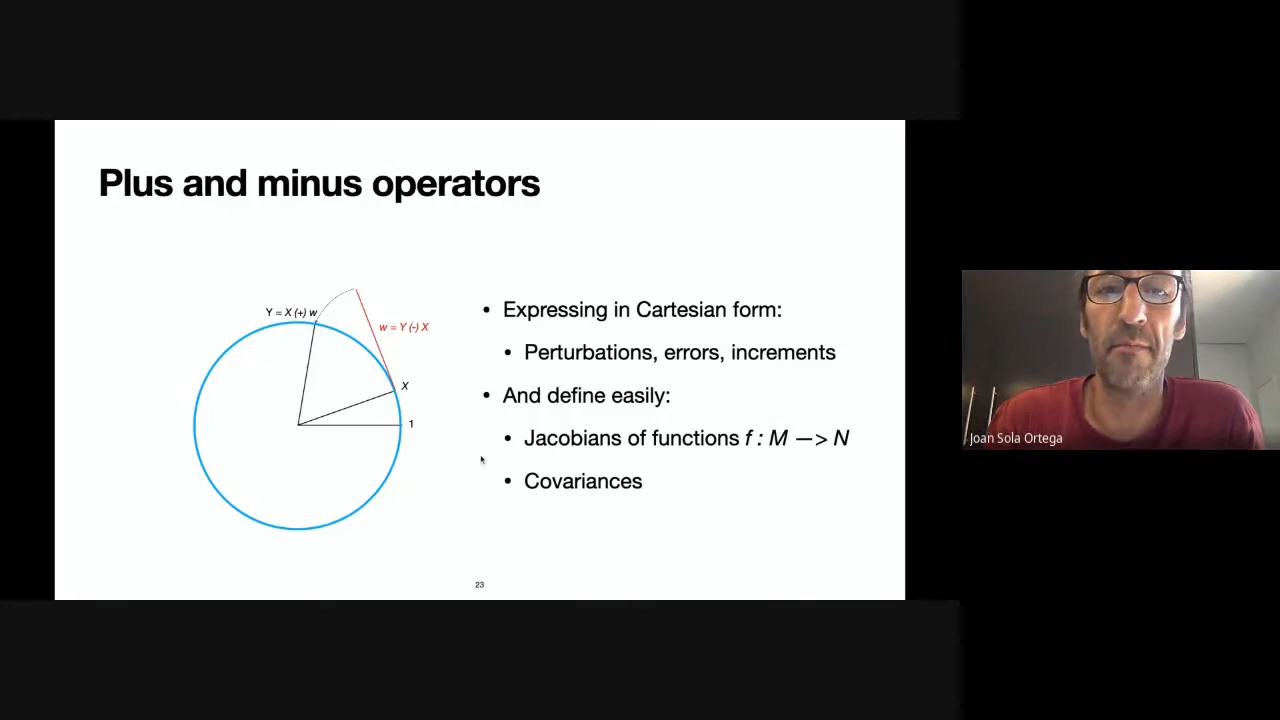 Plus and minus operators
Y = X (+) w
w = Y (-) X
X
1
• Expressing in Cartesian form:
• Perturbations, errors, increments
• And define easily:
• Jacobians of functions f : M —> N
• Covariances
23
Joan Sola Ortega